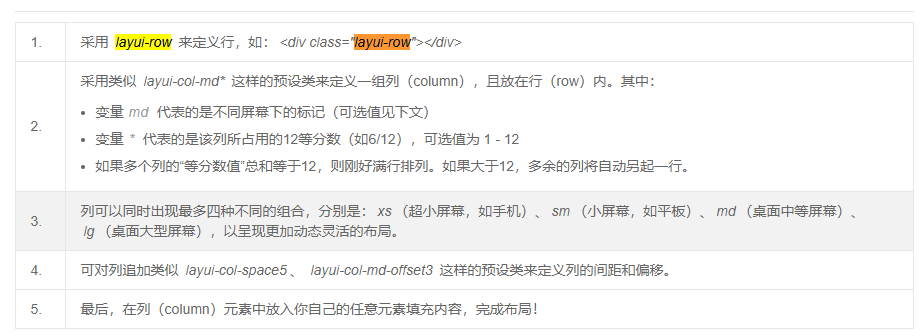 1. 采用 layui-row 来定义行，如： <div class="layui-row"></div>
2. 采用类似 layui-col-md* 这样的预设类来定义一组列（column），且放在行（row）内。其中：
• 变量 md 代表的是不同屏幕下的标记（可选值见下文）
• 变量 * 代表的是该列所占用的12等分数（如6/12），可选值为 1 - 12
• 如果多个列的“等分数值”总和等于12，则刚好满行排列。如果大于12，多余的列将自动另起一行。
3. 列可以同时出现最多四种不同的组合，分别是： xs （超小屏幕，如手机）、 sm （小屏幕，如平板）、 md （桌面中等屏幕）、
lg （桌面大型屏幕），以呈现更加动态灵活的布局。
4. 可对列追加类似 layui-col-space5 、 layui-col-md-offset3 这样的预设类来定义列的间距和偏移。
5. 最后，在列（column）元素中放入你自己的任意元素填充内容，完成布局！